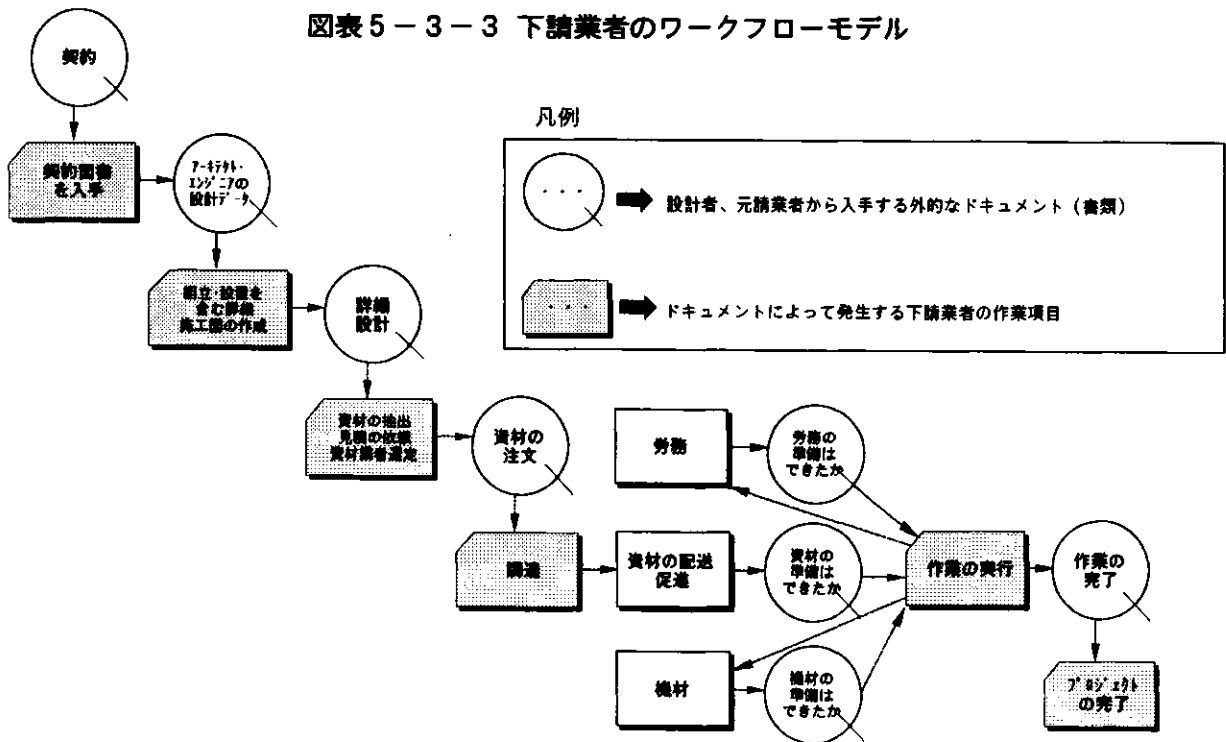 図表5－3－3 下請業者のワークフローモデル
契約
凡例
契約図書
を入手
ｱｰｷﾃｸﾄ・
ｴﾝｼﾞﾆｱの
設計ﾃﾞｰﾀ
・・・
設計者、元請業者から入手する外的なドキュメント（書類）
組立・設置を
含む詳細
施工図の作成
詳細
設計
・・・
ドキュメントによって発生する下請業者の作業項目
資材の抽出
見積の依頼
資材業者選定
資材の
注文
労務
労務の
準備は
できたか
調達
資材の配送
促進
資材の
準備は
できたか
作業の実行
作業の
完了
機材
機材の
準備は
できたか
ﾌﾟﾛｼﾞｪｸﾄ
の完了